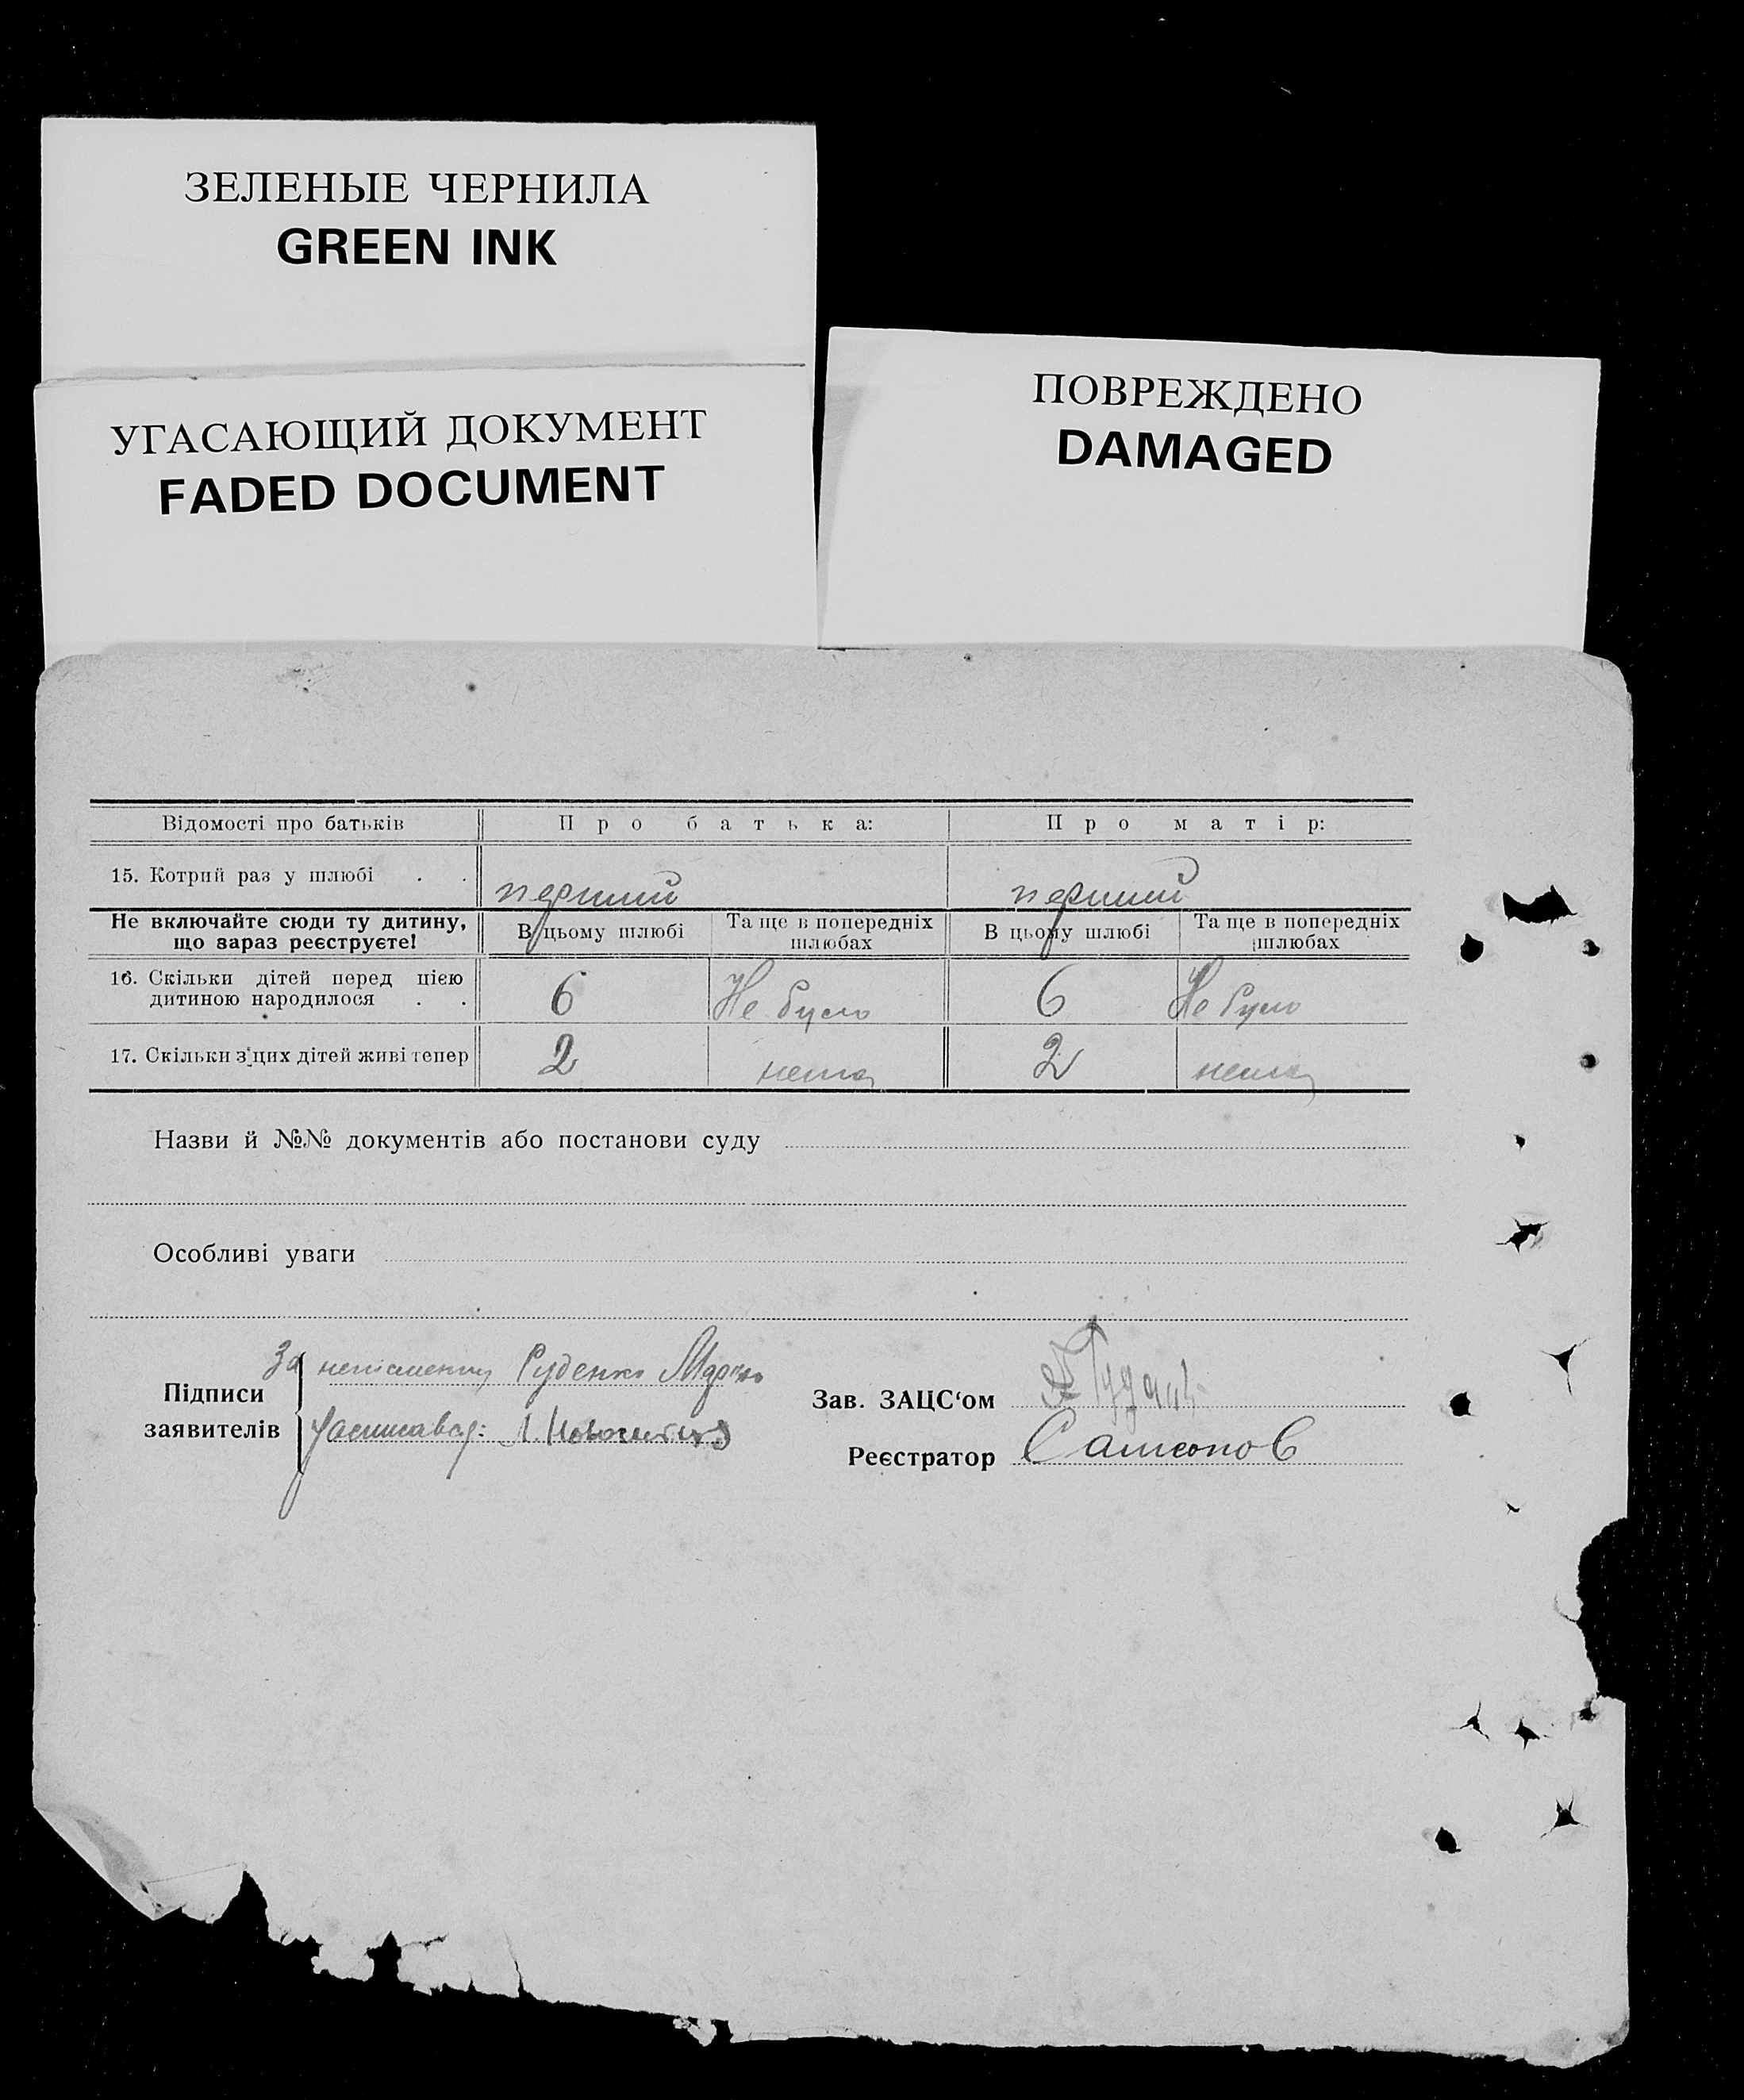 ЗЕЛЕНЫЕ ЧЕРНИЛА
GREEN INK
УГАСАЮЩИЙ ДОКУМЕНТ
FADED DOCUMENT
ПОВРЕЖДЕНО
DAMAGED
Відомості про батьків Про батька: Про матір:
15. Котрий раз у шлюбі . . перший перший
Не включайте сюди ту дитину, що зараз реєструєте! В цьому шлюбі Та ще в попередніх шлюбах В цьому шлюбі Та ще в попередніх шлюбах
16. Скільки дітей перед цією
дитиною народилося . . 6 Не було 6 Не було
17. Скільки з цих дітей живі тепер 2 нема 2 нема
Назви й №№ документів або постанови суду
Особливі уваги
Підписи заявителів
За неписьменну Руденко
Зав. ЗАЦС‘ом
Реєстратор Самсонов